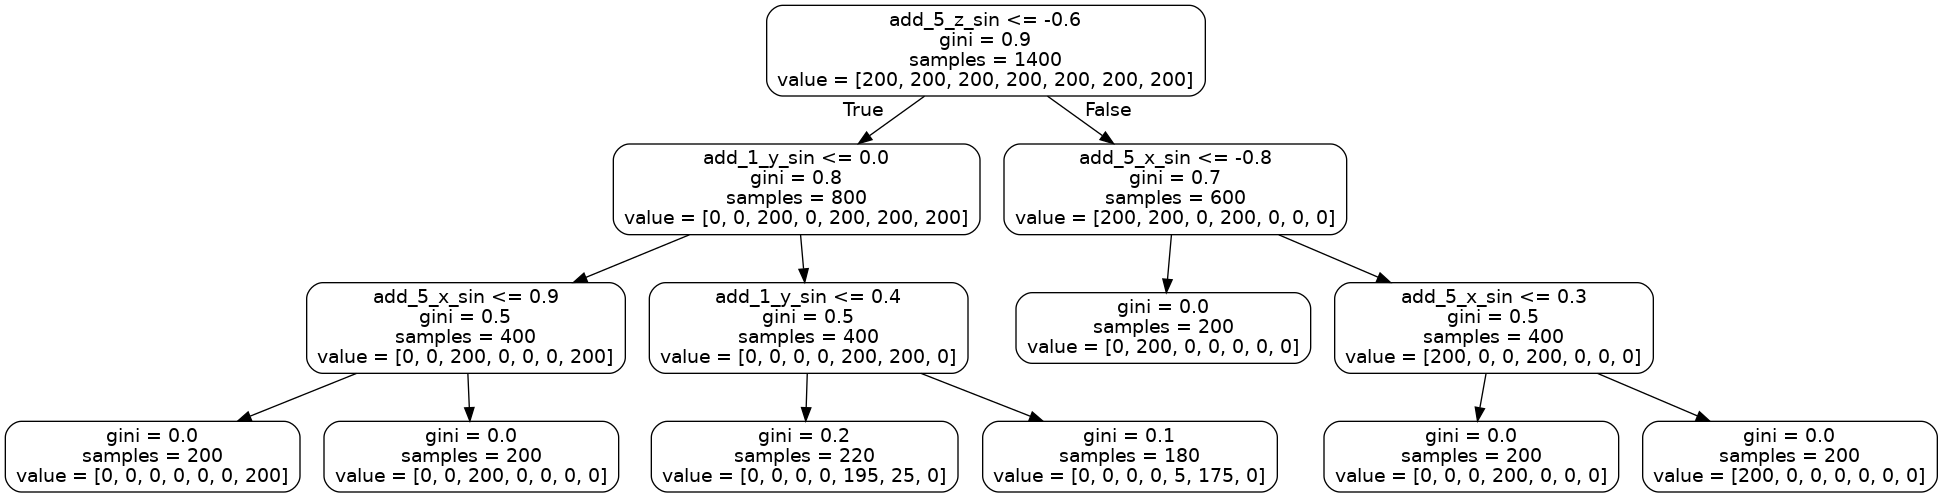 add_5_z_sin <= -0.6
gini = 0.9
samples = 1400
value = [200, 200, 200, 200, 200, 200, 200]
True
False
add_1_y_sin <= 0.0
gini = 0.8
samples = 800
value = [0, 0, 200, 0, 200, 200, 200]
add_5_x_sin <= -0.8
gini = 0.7
samples = 600
value = [200, 200, 0, 200, 0, 0, 0]
add_5_x_sin <= 0.9
gini = 0.5
samples = 400
value = [0, 0, 200, 0, 0, 0, 200]
add_1_y_sin <= 0.4
gini = 0.5
samples = 400
value = [0, 0, 0, 0, 200, 200, 0]
gini = 0.0
samples = 200
value = [0, 200, 0, 0, 0, 0, 0]
add_5_x_sin <= 0.3
gini = 0.5
samples = 400
value = [200, 0, 0, 200, 0, 0, 0]
gini = 0.0
samples = 200
value = [0, 0, 0, 0, 0, 0, 200]
gini = 0.0
samples = 200
value = [0, 0, 200, 0, 0, 0, 0]
gini = 0.2
samples = 220
value = [0, 0, 0, 0, 195, 25, 0]
gini = 0.1
samples = 180
value = [0, 0, 0, 0, 5, 175, 0]
gini = 0.0
samples = 200
value = [0, 0, 0, 200, 0, 0, 0]
gini = 0.0
samples = 200
value = [200, 0, 0, 0, 0, 0, 0]